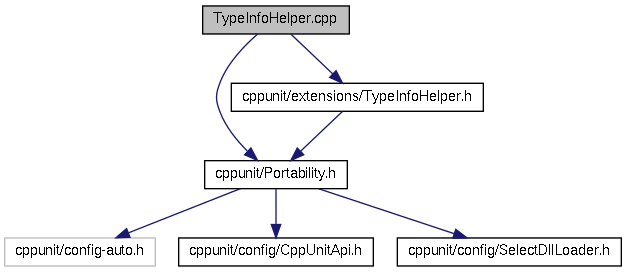 TypeInfoHelper.cpp
cppunit/extensions/TypeInfoHelper.h
cppunit/Portability.h
cppunit/config-auto.h
cppunit/config/CppUnitApi.h
cppunit/config/SelectDllLoader.h